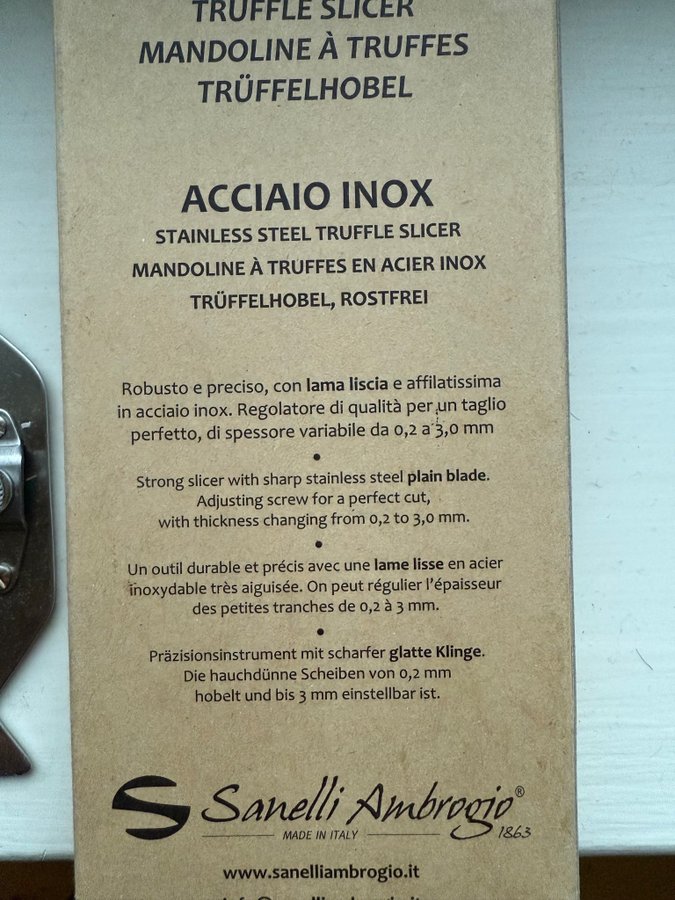 TRUFFLE SLICER
MANDOLINE À TRUFFES
TRÜFFELHOBEL
ACCIAIO INOX
STAINLESS STEEL TRUFFLE SLICER
MANDOLINE À TRUFFES EN ACIER INOX
TRÜFFELHOBEL, ROSTFREI
Robusto e preciso, con lama liscia e affilatissima
in acciaio inox. Regolatore di qualità per un taglio
perfetto, di spessore variabile da 0,2 a 3,0 mm
•
Strong slicer with sharp stainless steel plain blade.
Adjusting screw for a perfect cut,
with thickness changing from 0,2 to 3,0 mm.
•
Un outil durable et précis avec une lame lisse en acier
inoxydable très aiguisée. On peut régulier l'épaisseur
des petites tranches de 0,2 à 3 mm.
•
Präzisionsinstrument mit scharfer glatte Klinge.
Die hauchdünne Scheiben von 0,2 mm
hobelt und bis 3 mm einstellbar ist.
S Sanelli Ambrogio®
MADE IN ITALY 1863
www.sanelliambrogio.it